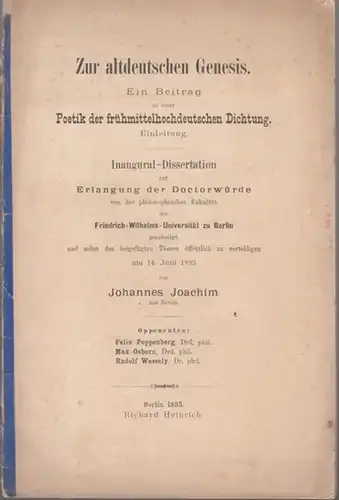 Zur altdeutschen Genesis.
Ein Beitrag
zu einer
Poetik der frühmittelhochdeutschen Dichtung.
Einleitung.
Inaugural-Dissertation
zur
Erlangung der Doctorwürde
von der philosophischen Fakultät
der
Friedrich-Wilhelms-Universität zu Berlin
genehmigt
und nebst den beigefügten Thesen öffentlich zu verteidigen
am 14. Juni 1893
von
Johannes Joachim
aus Berlin.
Opponenten:
Felix Poppenberg, Drd. phil.
Max Osborn, Drd. phil.
Rudolf Wessely, Dr. phil.
Berlin 1893.
Richard Heinrich